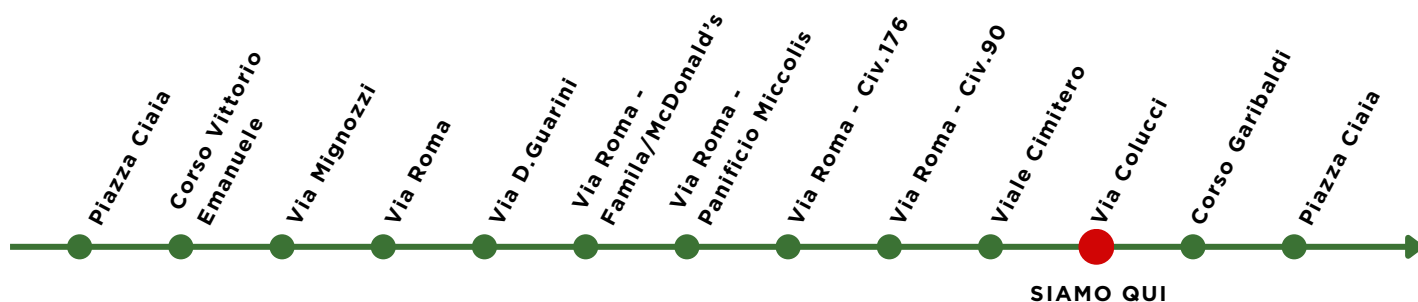 Piazza Ciaia
Corso Vittorio
Emanuele
Via Mignozzi
Via Roma
Via D.Guarini
Via Roma -
Famila/McDonald's
Via Roma -
Panificio Miccolis
Via Roma - Civ.176
Via Roma - Civ.90
Viale Cimitero
Via Colucci
Corso Garibaldi
Piazza Ciaia
SIAMO QUI